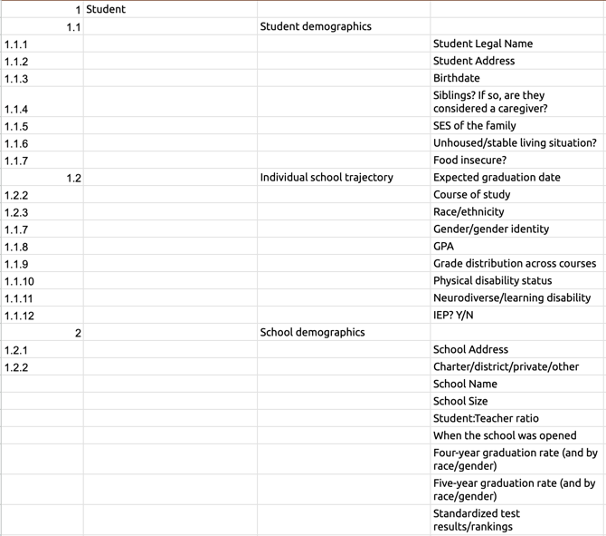 1 Student
1.1 Student demographics
1.1.1 Student Legal Name
1.1.2 Student Address
1.1.3 Birthdate
Siblings? If so, are they
1.1.4 considered a caregiver?
1.1.5 SES of the family
1.1.6 Unhoused/stable living situation?
1.1.7 Food insecure?
1.2 Individual school trajectory Expected graduation date
1.2.2 Course of study
1.2.3 Race/ethnicity
1.1.7 Gender/gender identity
1.1.8 GPA
1.1.9 Grade distribution across courses
1.1.10 Physical disability status
1.1.11 Neurodiverse/learning disability
1.1.12 IEP? Y/N
2 School demographics
1.2.1 School Address
1.2.2 Charter/district/private/other
School Name
School Size
Student:Teacher ratio
When the school was opened
Four-year graduation rate (and by
race/gender)
Five-year graduation rate (and by
race/gender)
Standardized test
results/rankings